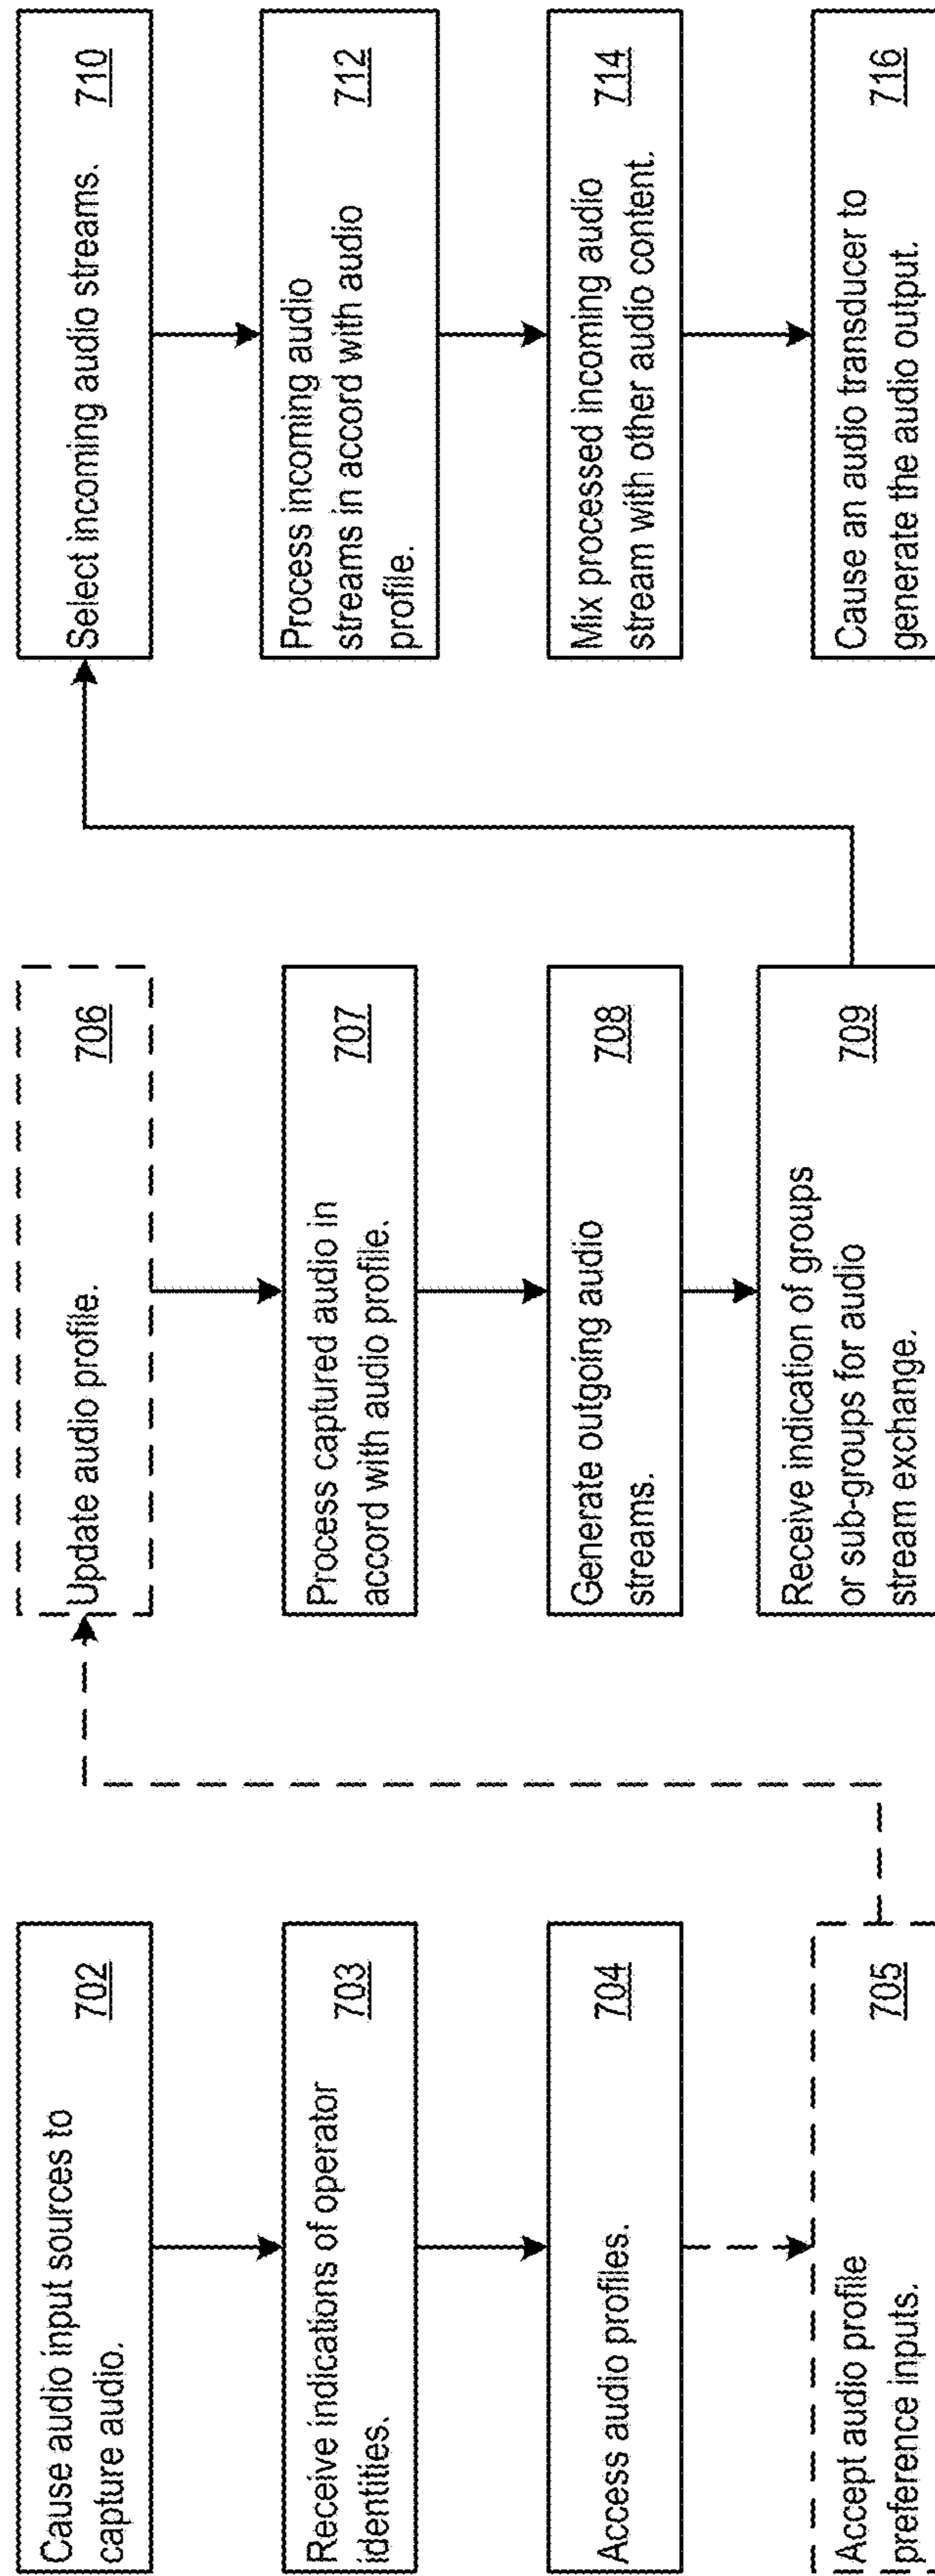 Cause audio input sources to
capture audio.
702
Receive indications of operator
identities.
703
Access audio profiles.
704
Accept audio profile
preference inputs.
705
Update audio profile.
706
Process captured audio in
accord with audio profile.
707
Generate outgoing audio
streams.
708
Receive indication of groups
or sub-groups for audio
stream exchange.
709
Select incoming audio streams.
710
Process incoming audio
streams in accord with audio
profile.
712
Mix processed incoming audio
stream with other audio content.
714
Cause an audio transducer to
generate the audio output.
716